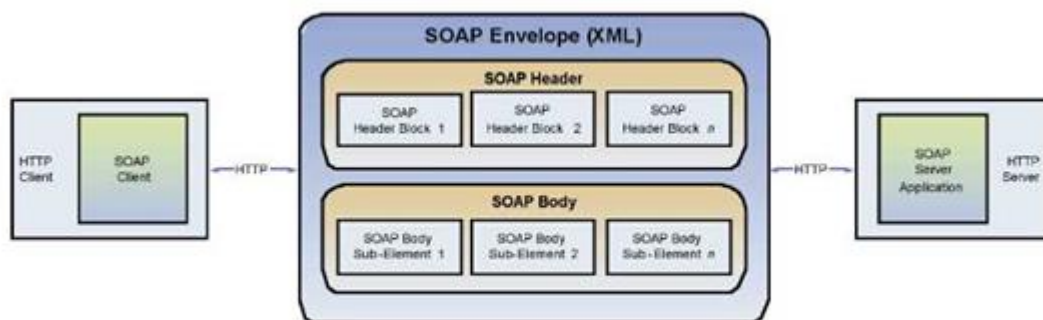 SOAP Envelope (XML)
SOAP Header
SOAP
Header Block 1
SOAP
Header Block 2
SOAP
Header Block n
HTTP
Client
SOAP
Client
HTTP
HTTP
SOAP
Server
Application
HTTP
Server
SOAP Body
SOAP Body
Sub-Element 1
SOAP Body
Sub-Element 2
SOAP Body
Sub-Element n